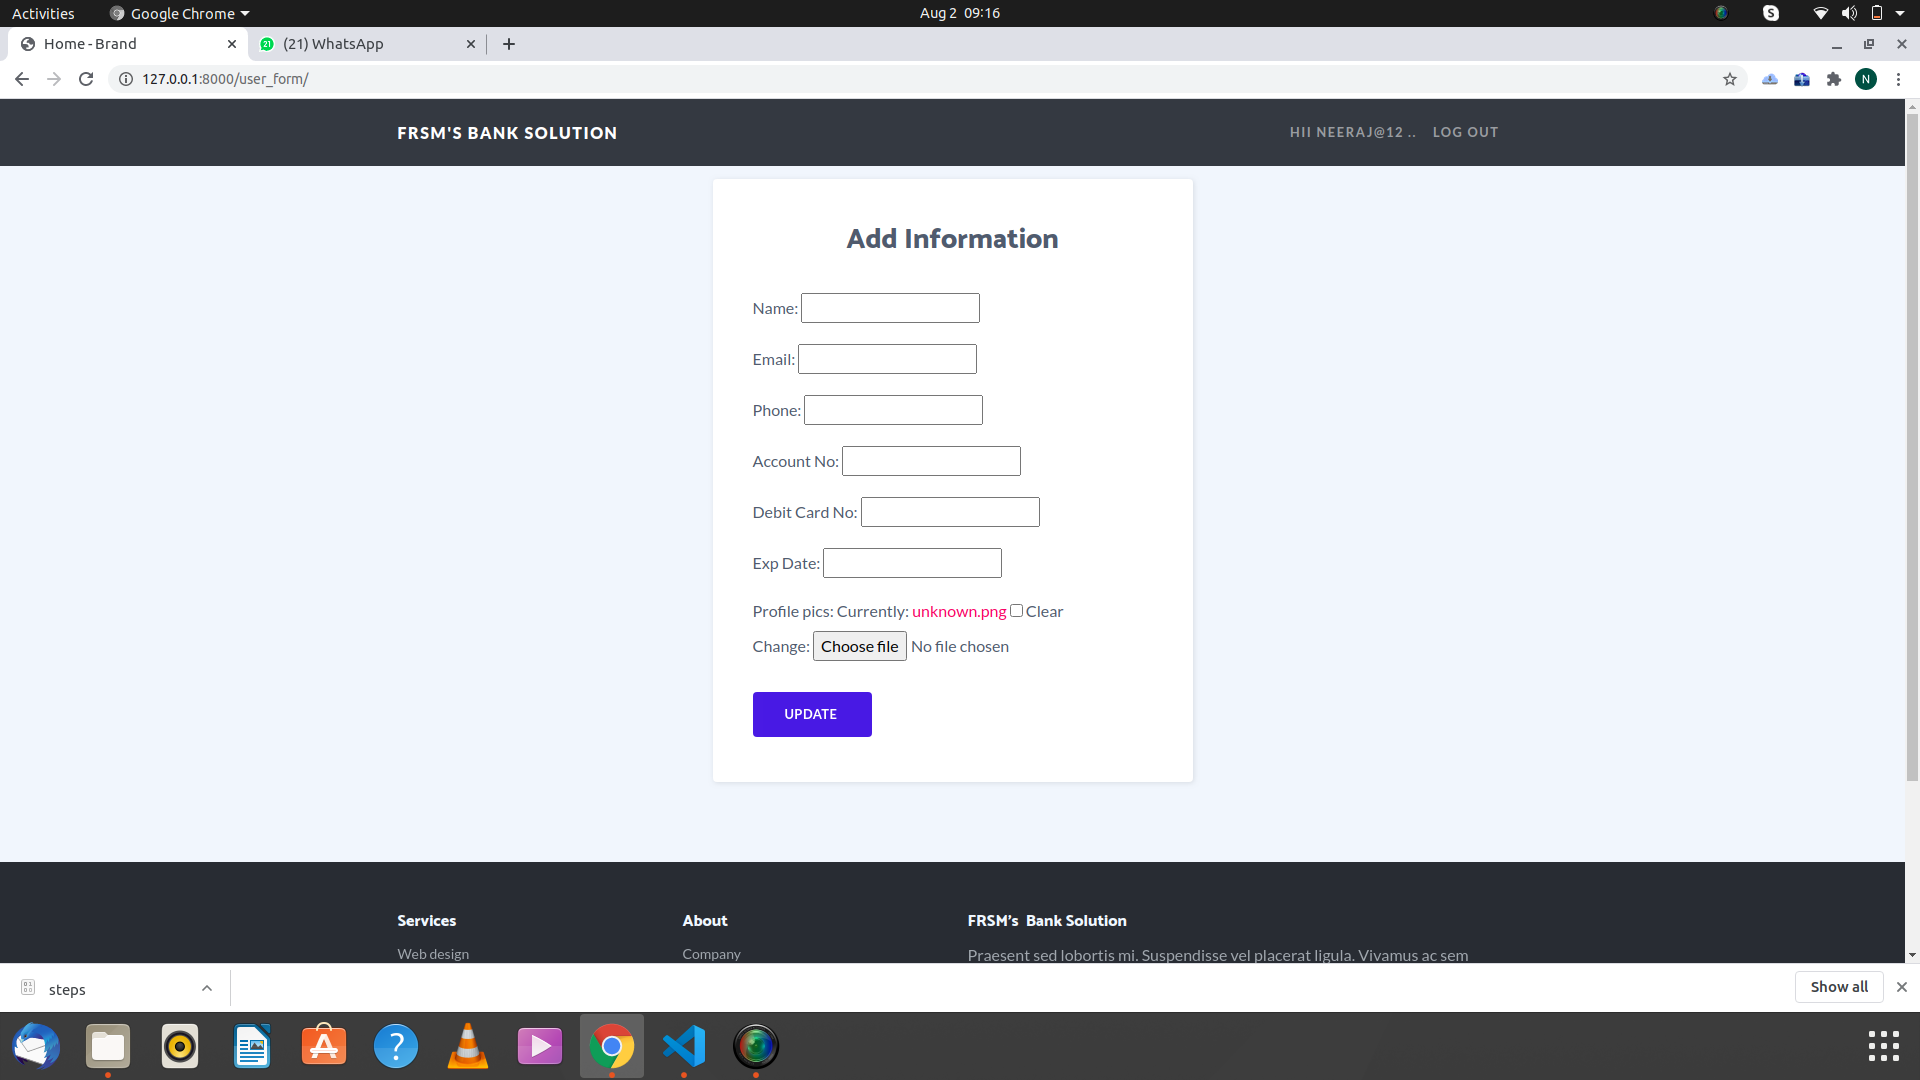 Activities Google Chrome Aug 2 09:16
Home - Brand (21) WhatsApp
127.0.0.1:8000/user_form/ N
FRSM'S BANK SOLUTION HII NEERAJ@12 .. LOG OUT
Add Information
Name:
Email:
Phone:
Account No:
Debit Card No:
Exp Date:
Profile pics: Currently: unknown.png Clear
Change: Choose file No file chosen
UPDATE
Services About FRSM's Bank Solution
Web design Company Praesent sed lobortis mi. Suspendisse vel placerat ligula. Vivamus ac sem
steps Show all